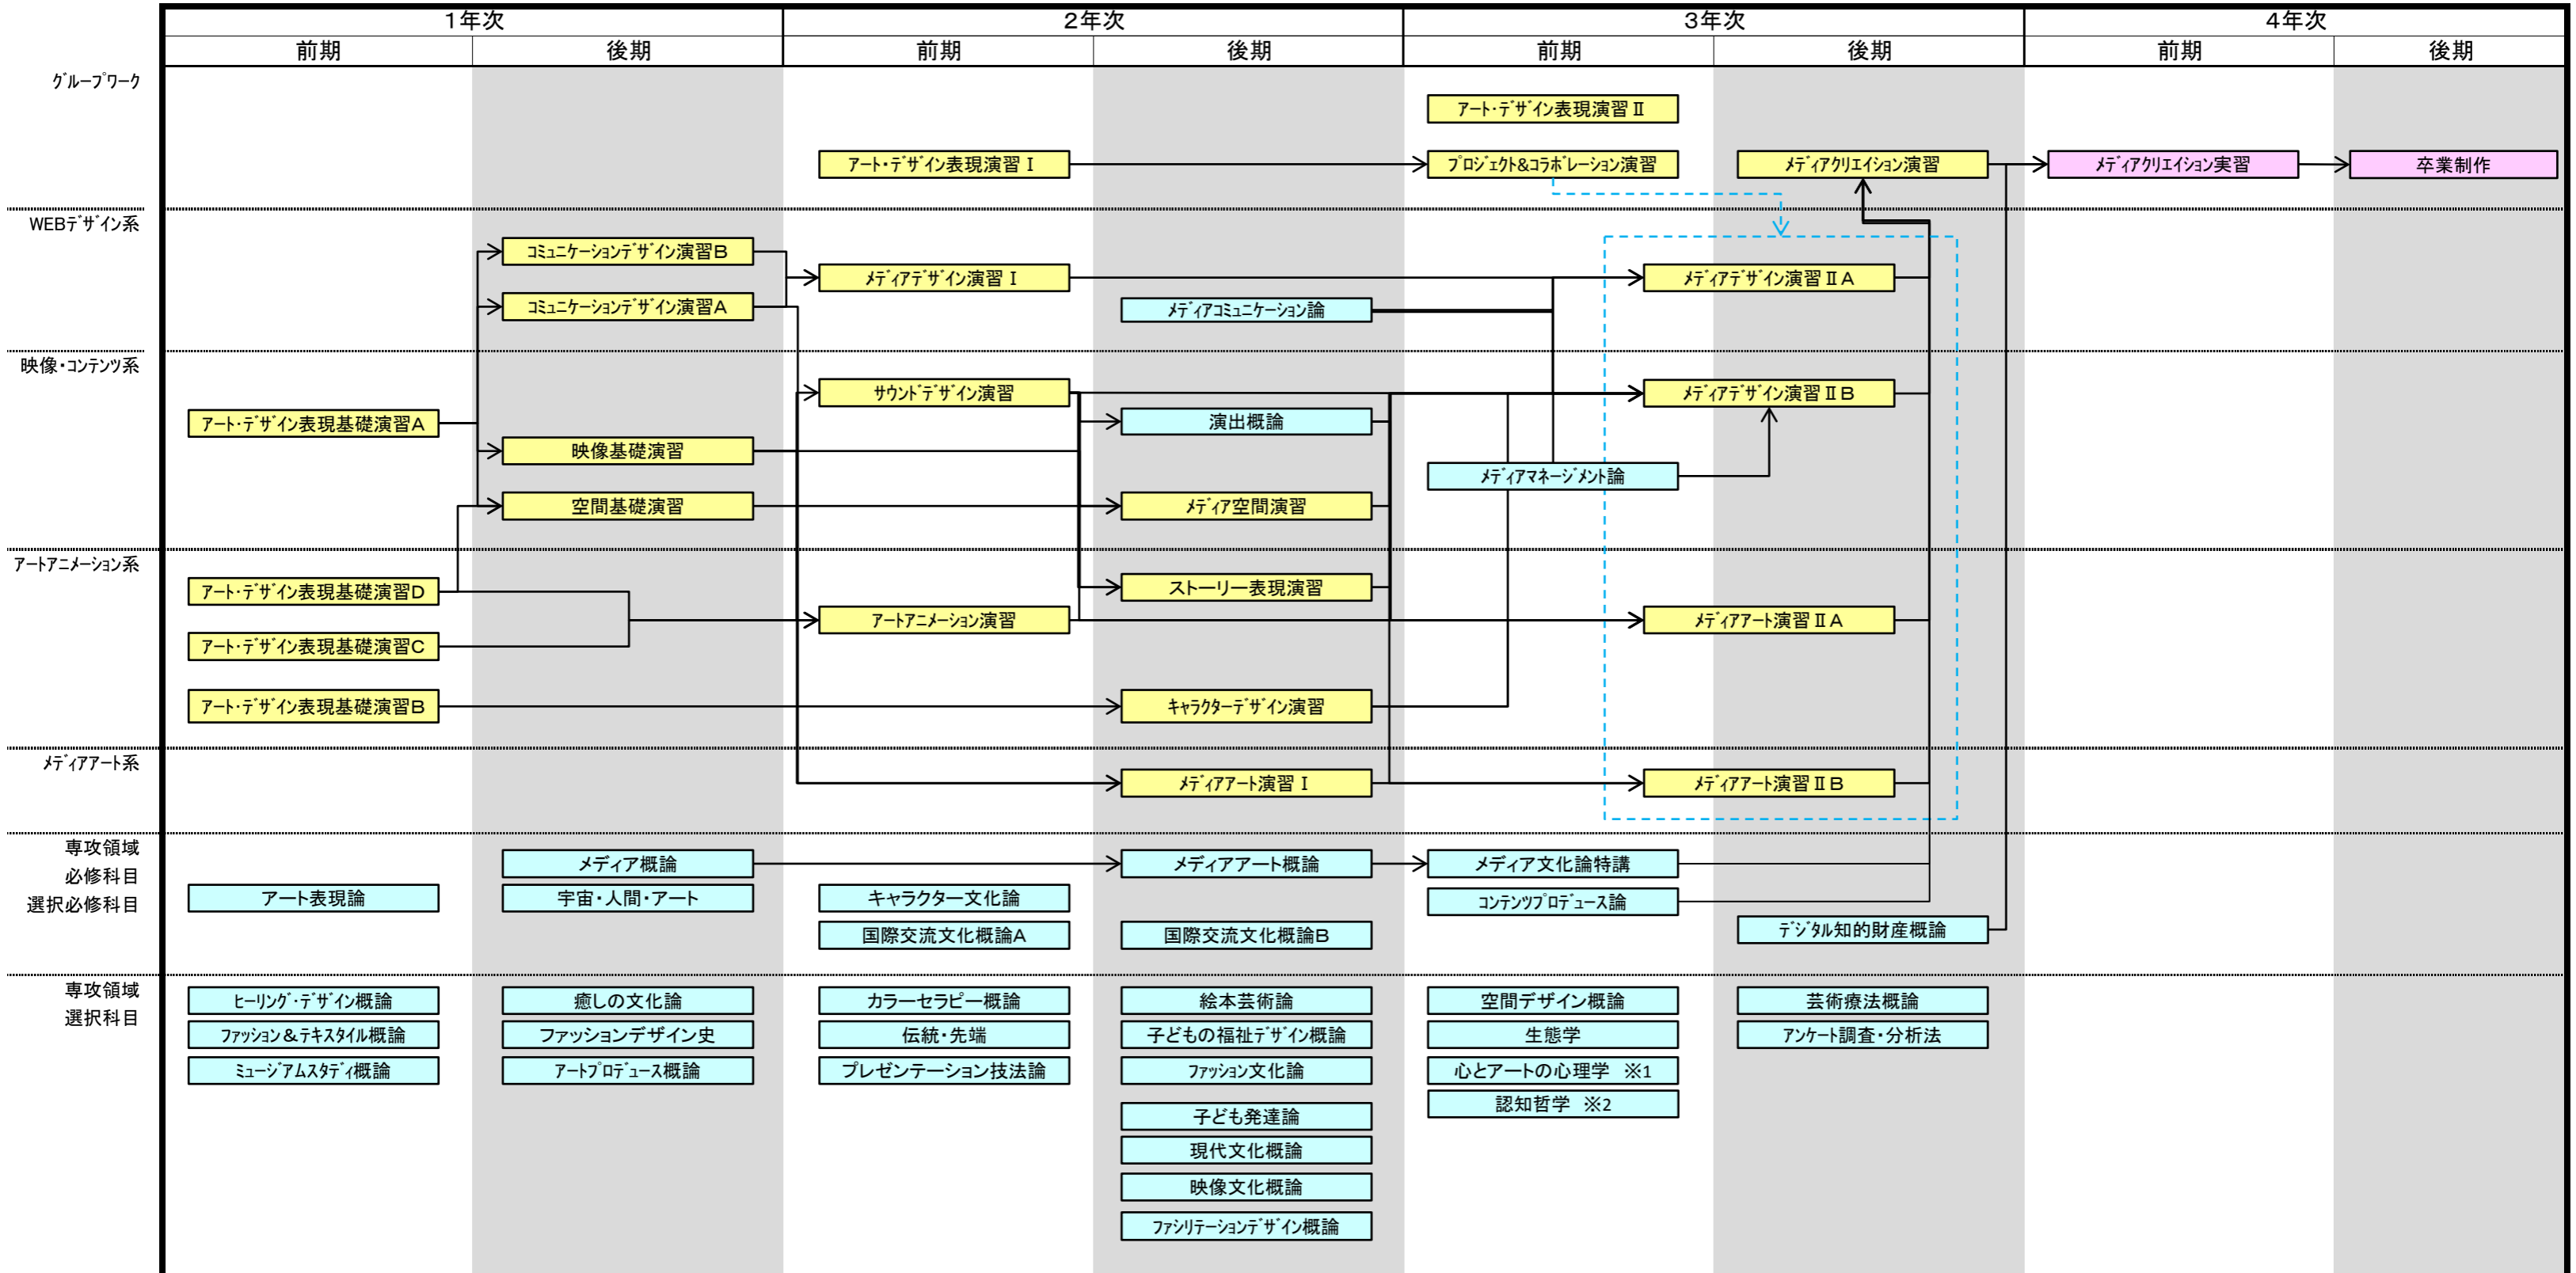 1年次 2年次 3年次 4年次
前期 後期 前期 後期 前期 後期 前期 後期
グループワーク
アート・デザイン表現演習Ⅱ
アート・デザイン表現演習Ⅰ プロジェクト&コラボレーション演習 メディアクリエイション演習 メディアクリエイション実習 卒業制作
WEBデザイン系
コミュニケーションデザイン演習B
メディアデザイン演習Ⅰ メディアデザイン演習ⅡA
コミュニケーションデザイン演習A メディアコミュニケーション論
映像・コンテンツ系
サウンドデザイン演習 メディアデザイン演習ⅡB
アート・デザイン表現基礎演習A 演出概論
映像基礎演習
メディアマネージメント論
空間基礎演習 メディア空間演習
アートアニメーション系
アート・デザイン表現基礎演習D ストーリー表現演習
アートアニメーション演習 メディアアート演習ⅡA
アート・デザイン表現基礎演習C
アート・デザイン表現基礎演習B キャラクターデザイン演習
メディアアート系
メディアアート演習Ⅰ メディアアート演習ⅡB
専攻領域
メディア概論 メディアアート概論 メディア文化論特講
必修科目
選択必修科目 アート表現論 宇宙・人間・アート キャラクター文化論 コンテンツプロデュース論
国際交流文化概論A 国際交流文化概論B デジタル知的財産概論
専攻領域
ヒーリング・デザイン概論 癒しの文化論 カラーセラピー概論 絵本芸術論 空間デザイン概論 芸術療法概論
選択科目
ファッション&テキスタイル概論 ファッションデザイン史 伝統・先端 子どもの福祉デザイン概論 生態学 アンケート調査・分析法
ミュージアムスタディ概論 アートプロデュース概論 プレゼンテーション技法論 ファッション文化論 心とアートの心理学 ※1
子ども発達論 認知哲学 ※2
現代文化概論
映像文化概論
ファシリテーションデザイン概論